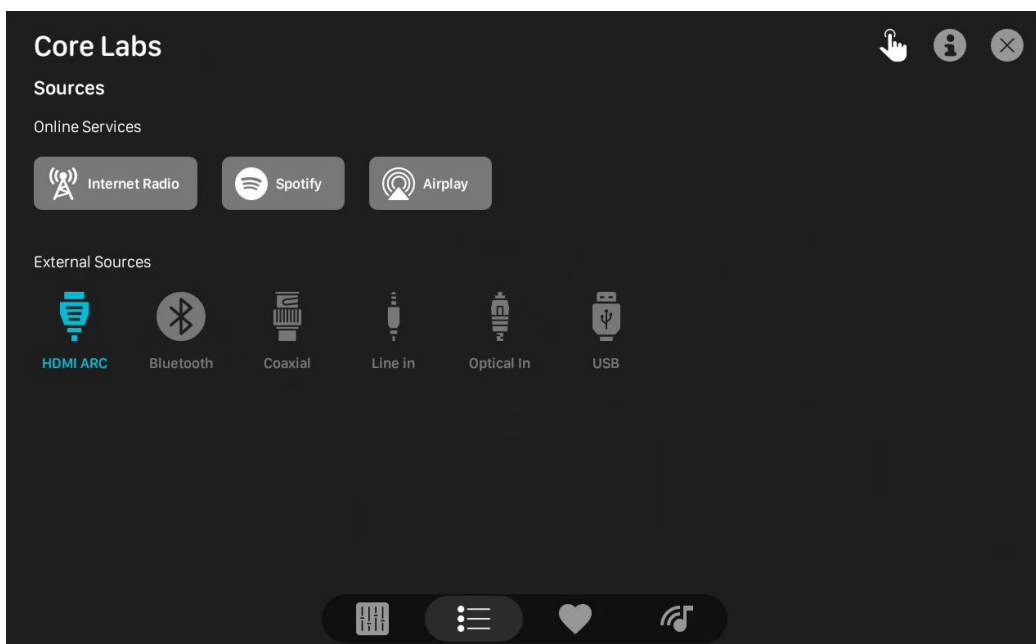 Core Labs
Sources
Online Services
Internet Radio
Spotify
Airplay
External Sources
HDMI ARC
Bluetooth
Coaxial
Line in
Optical In
USB